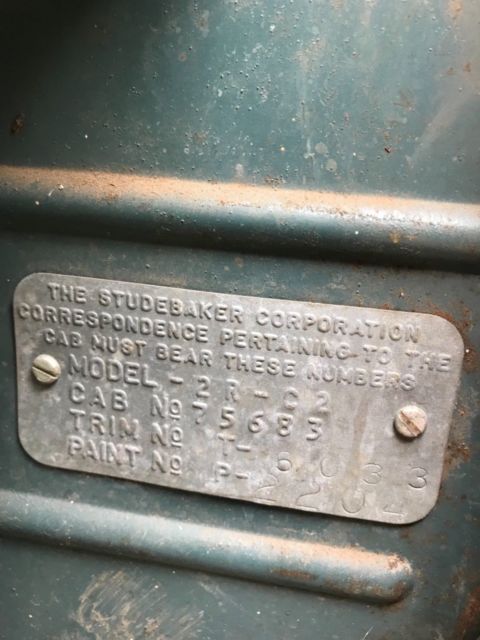 THE STUDEBAKER CORPORATION
CORRESPONDENCE PERTAINING TO THE
CAB MUST BEAR THESE NUMBERS
MODEL - 2R-C2
CAB No 75683
TRIM No T- 6033
PAINT No P-